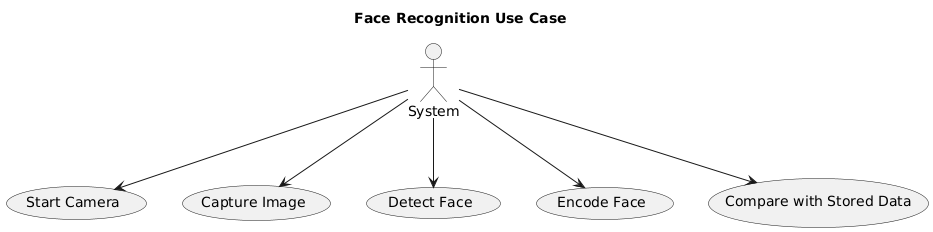 Face Recognition Use Case
System
Start Camera
Capture Image
Detect Face
Encode Face
Compare with Stored Data